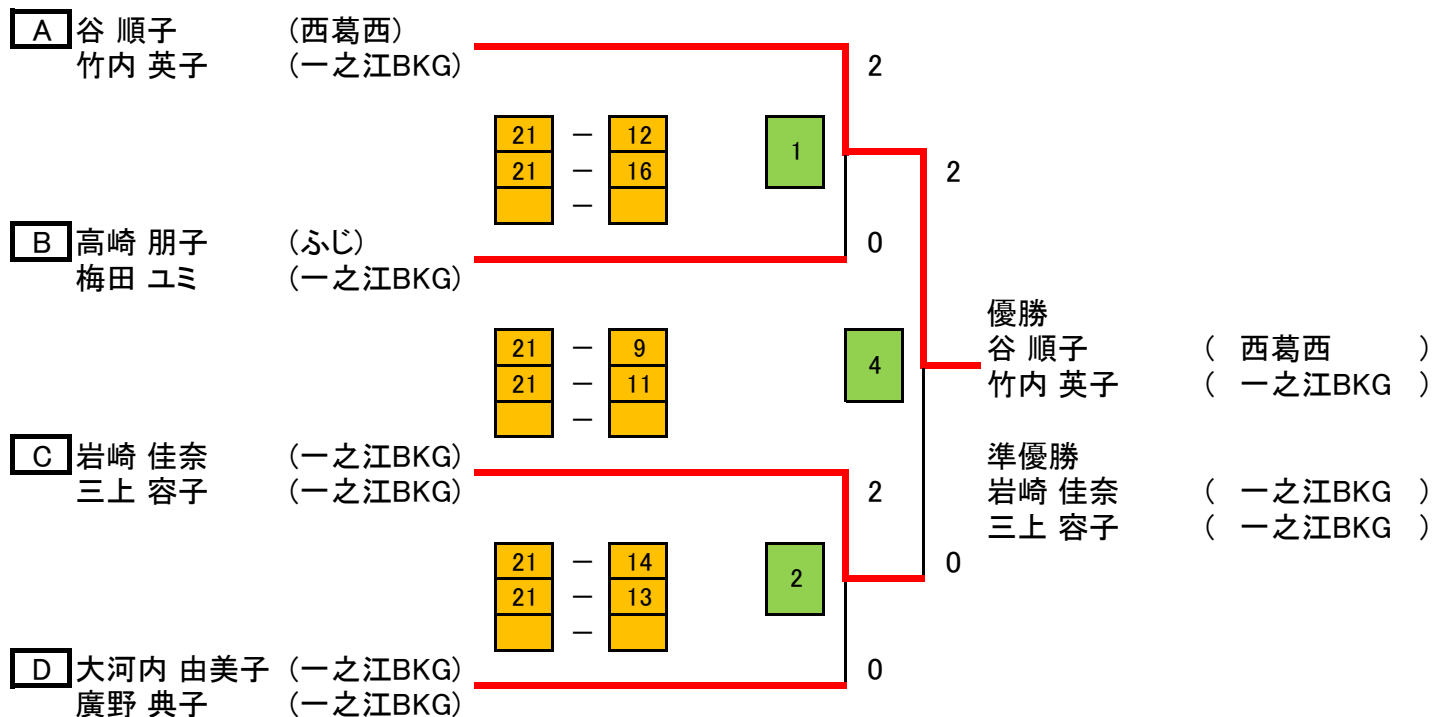 A 谷 順子 (西葛西)
竹内 英子 (一之江BKG)
2
21 － 12
21 － 16
－
1
2
B 高崎 朋子 (ふじ)
梅田 ユミ (一之江BKG)
0
21 － 9
21 － 11
－
4
優勝
谷 順子 ( 西葛西 )
竹内 英子 ( 一之江BKG )
C 岩崎 佳奈 (一之江BKG)
三上 容子 (一之江BKG)
2
準優勝
岩崎 佳奈 ( 一之江BKG )
三上 容子 ( 一之江BKG )
21 － 14
21 － 13
－
2
0
D 大河内 由美子 (一之江BKG)
廣野 典子 (一之江BKG)
0